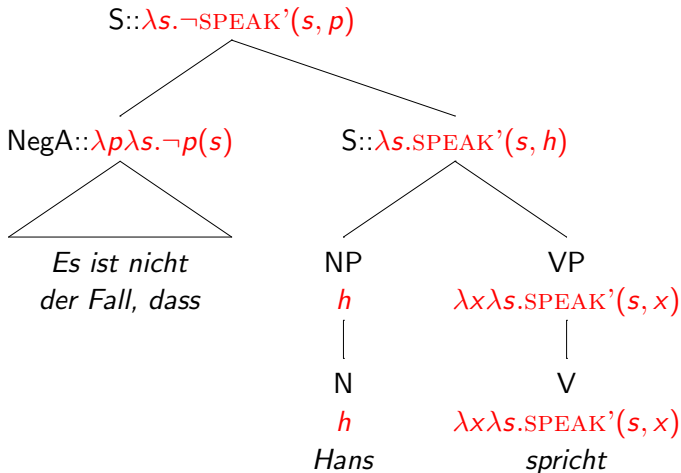 S::λs.¬SPEAK’(s, p)
NegA::λpλs.¬p(s) S::λs.SPEAK’(s, h)
Es ist nicht NP VP
der Fall, dass h λxλs.SPEAK’(s, x)
N V
h λxλs.SPEAK’(s, x)
Hans spricht